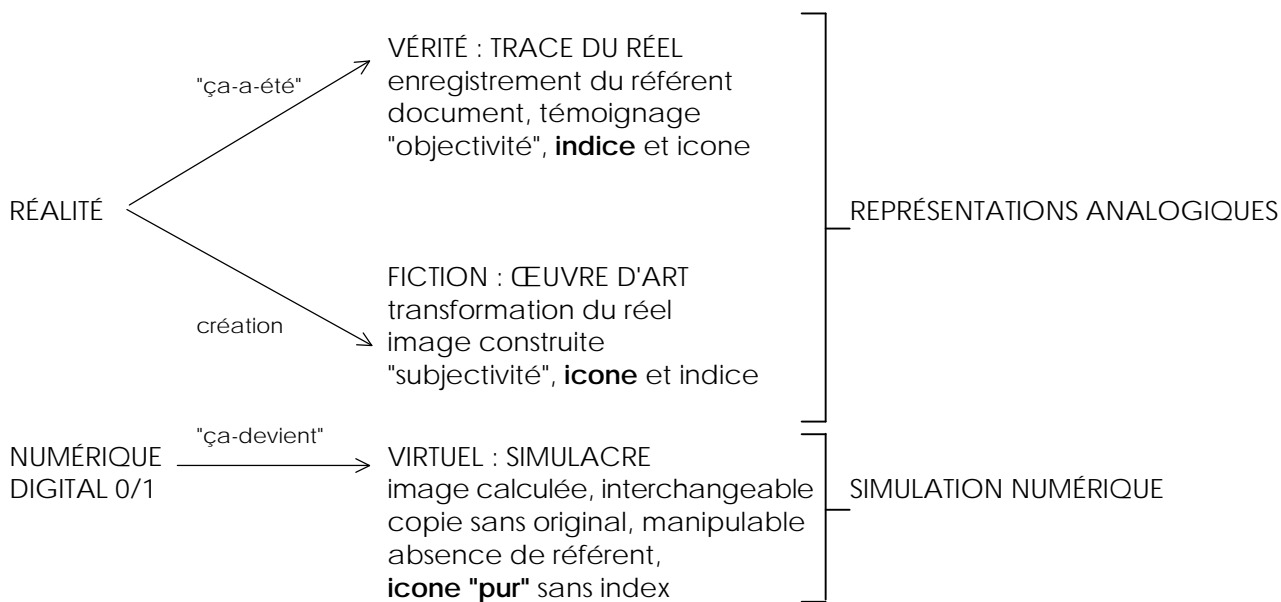 VÉRITÉ : TRACE DU RÉEL
"ça-a-été"
enregistrement du référent
document, témoignage
"objectivité", indice et icone
RÉALITÉ
REPRÉSENTATIONS ANALOGIQUES
FICTION : ŒUVRE D'ART
transformation du réel
création
image construite
"subjectivité", icone et indice
"ça-devient"
NUMÉRIQUE
DIGITAL 0/1
VIRTUEL : SIMULACRE
image calculée, interchangeable
copie sans original, manipulable
absence de référent,
icone "pur" sans index
SIMULATION NUMÉRIQUE